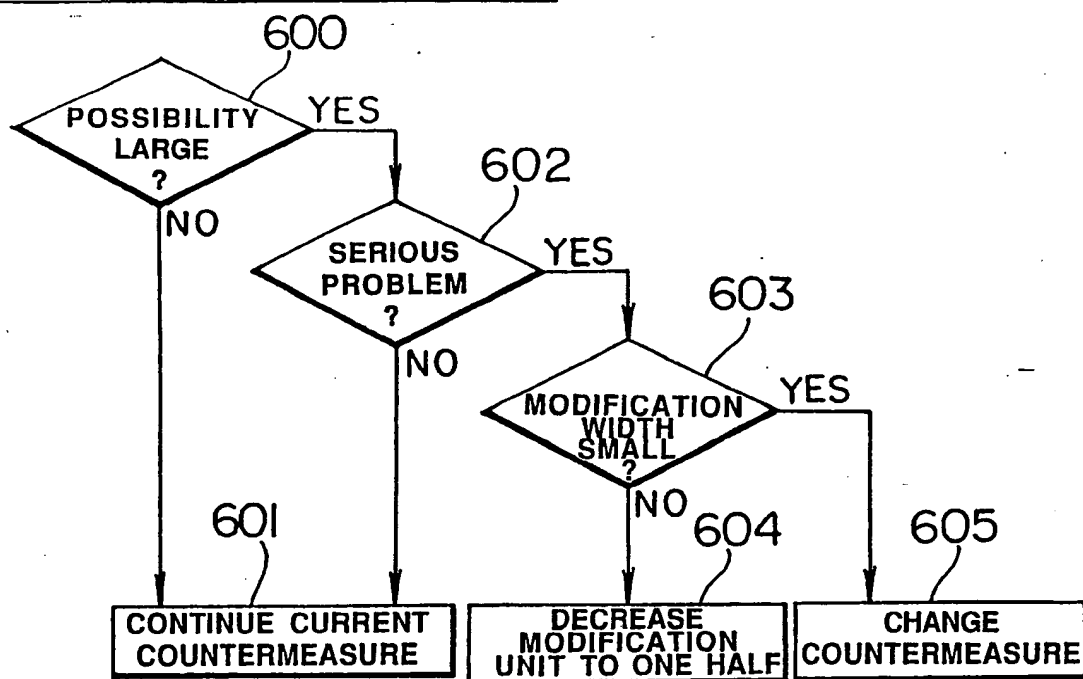 600
POSSIBILITY
LARGE
?
YES
NO
602
SERIOUS
PROBLEM
?
YES
NO
603
MODIFICATION
WIDTH
SMALL
?
YES
NO
601
CONTINUE CURRENT
COUNTERMEASURE
604
DECREASE
MODIFICATION
UNIT TO ONE HALF
605
CHANGE
COUNTERMEASURE